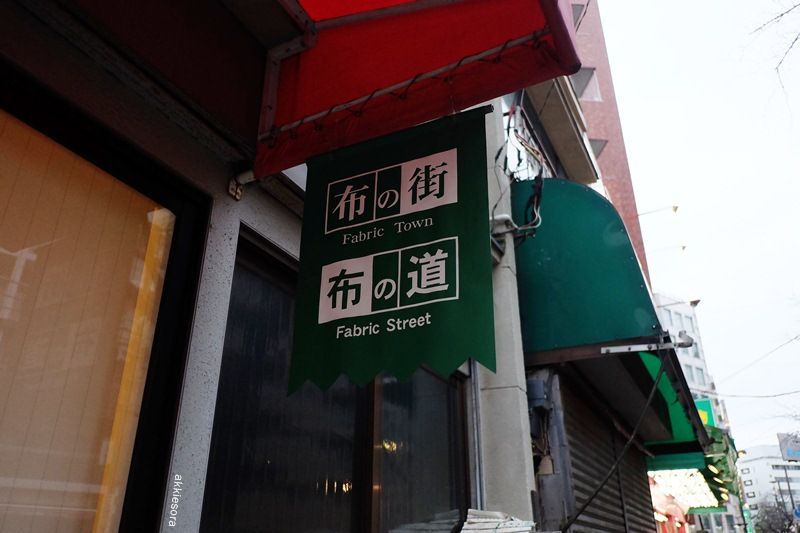 布の街
Fabric Town
布の道
Fabric Street
akkiesora